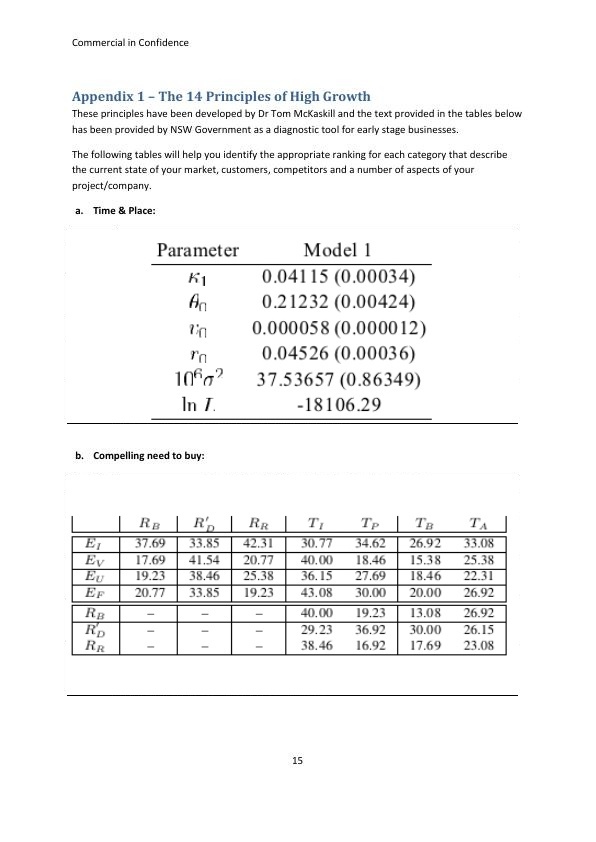 Commercial in Confidence
Appendix 1 – The 14 Principles of High Growth
These principles have been developed by Dr Tom McKaskill and the text provided in the tables below
has been provided by NSW Government as a diagnostic tool for early stage businesses.
The following tables will help you identify the appropriate ranking for each category that describe
the current state of your market, customers, competitors and a number of aspects of your
project/company.
a. Time & Place:
Parameter Model 1
κ₁ 0.04115 (0.00034)
θ₀ 0.21232 (0.00424)
v₀ 0.000058 (0.000012)
r₀ 0.04526 (0.00036)
10⁶σ² 37.53657 (0.86349)
ln L -18106.29
b. Compelling need to buy:
R_B R′_D R_R T_I T_P T_B T_A
E_I 37.69 33.85 42.31 30.77 34.62 26.92 33.08
E_V 17.69 41.54 20.77 40.00 18.46 15.38 25.38
E_U 19.23 38.46 25.38 36.15 27.69 18.46 22.31
E_F 20.77 33.85 19.23 43.08 30.00 20.00 26.92
R_B – – – 40.00 19.23 13.08 26.92
R′_D – – – 29.23 36.92 30.00 26.15
R_R – – – 38.46 16.92 17.69 23.08
15